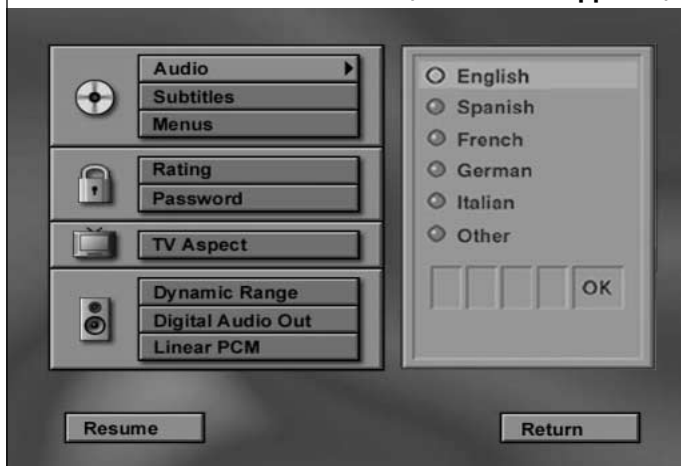 Audio
Subtitles
Menus
Rating
Password
TV Aspect
Dynamic Range
Digital Audio Out
Linear PCM
English
Spanish
French
German
Italian
Other
OK
Resume
Return